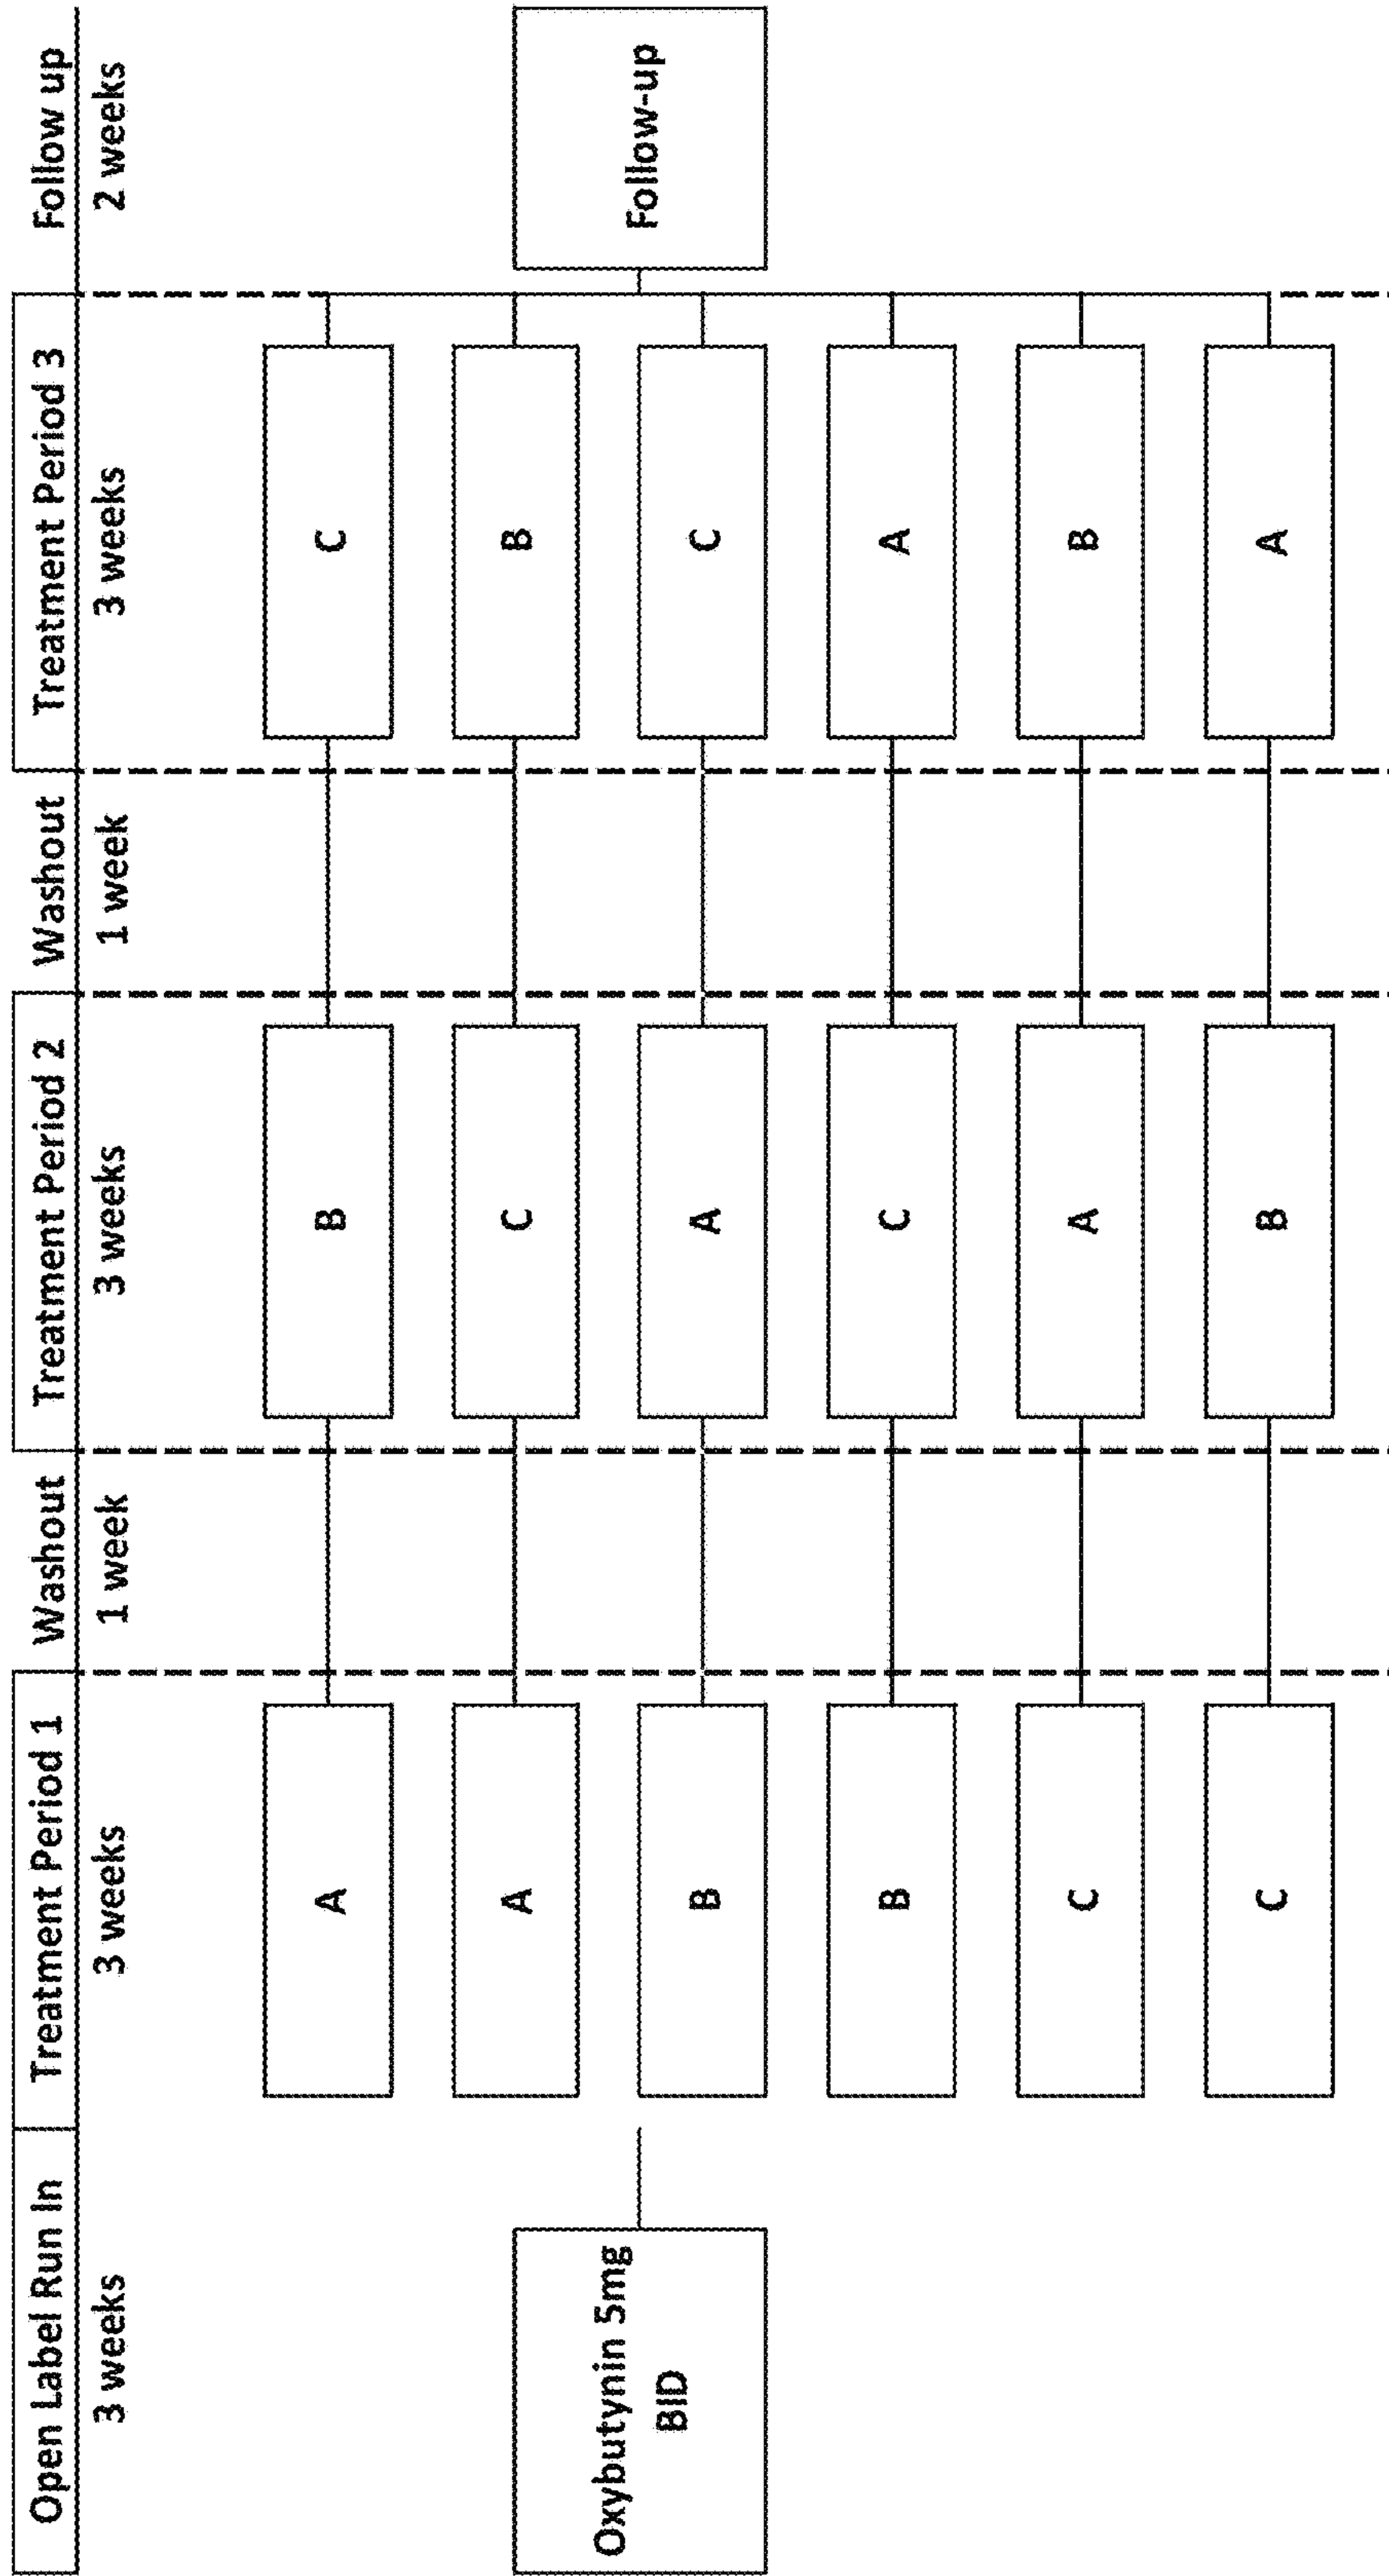 Open Label Run In
Treatment Period 1
Washout
Treatment Period 2
Washout
Treatment Period 3
Follow up
3 weeks
3 weeks
1 week
3 weeks
1 week
3 weeks
2 weeks
A
B
C
A
C
B
Oxybutynin 5mg
BID
B
A
C
Follow-up
B
C
A
C
A
B
C
B
A